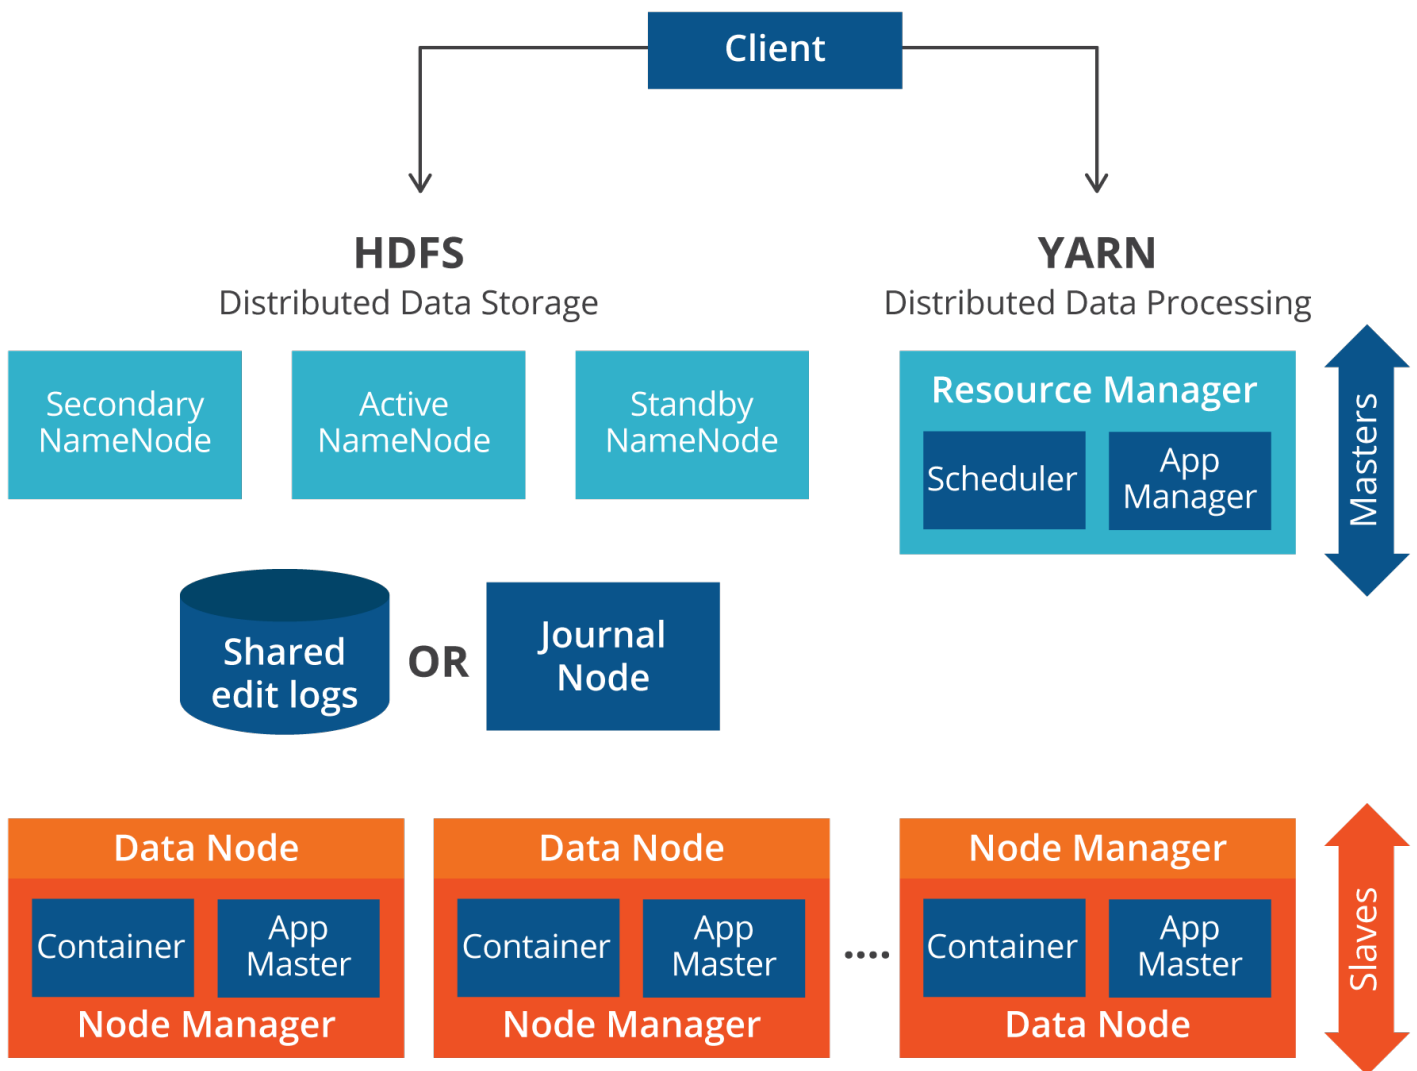 Client
HDFS
Distributed Data Storage
YARN
Distributed Data Processing
Secondary
NameNode
Active
NameNode
Standby
NameNode
Resource Manager
Scheduler
App
Manager
Masters
Shared
edit logs
OR
Journal
Node
Data Node
Container
App
Master
Node Manager
Data Node
Container
App
Master
Node Manager
....
Node Manager
Container
App
Master
Data Node
Slaves